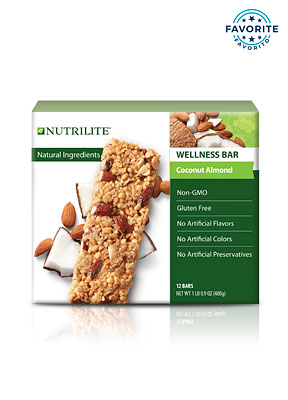 FAVORITE
FAVORITO
NUTRILITE™
Natural Ingredients
WELLNESS BAR
Coconut Almond
Non-GMO
Gluten Free
No Artificial Flavors
No Artificial Colors
No Artificial Preservatives
12 BARS
NET WT 1 LB 0.9 OZ (480g)